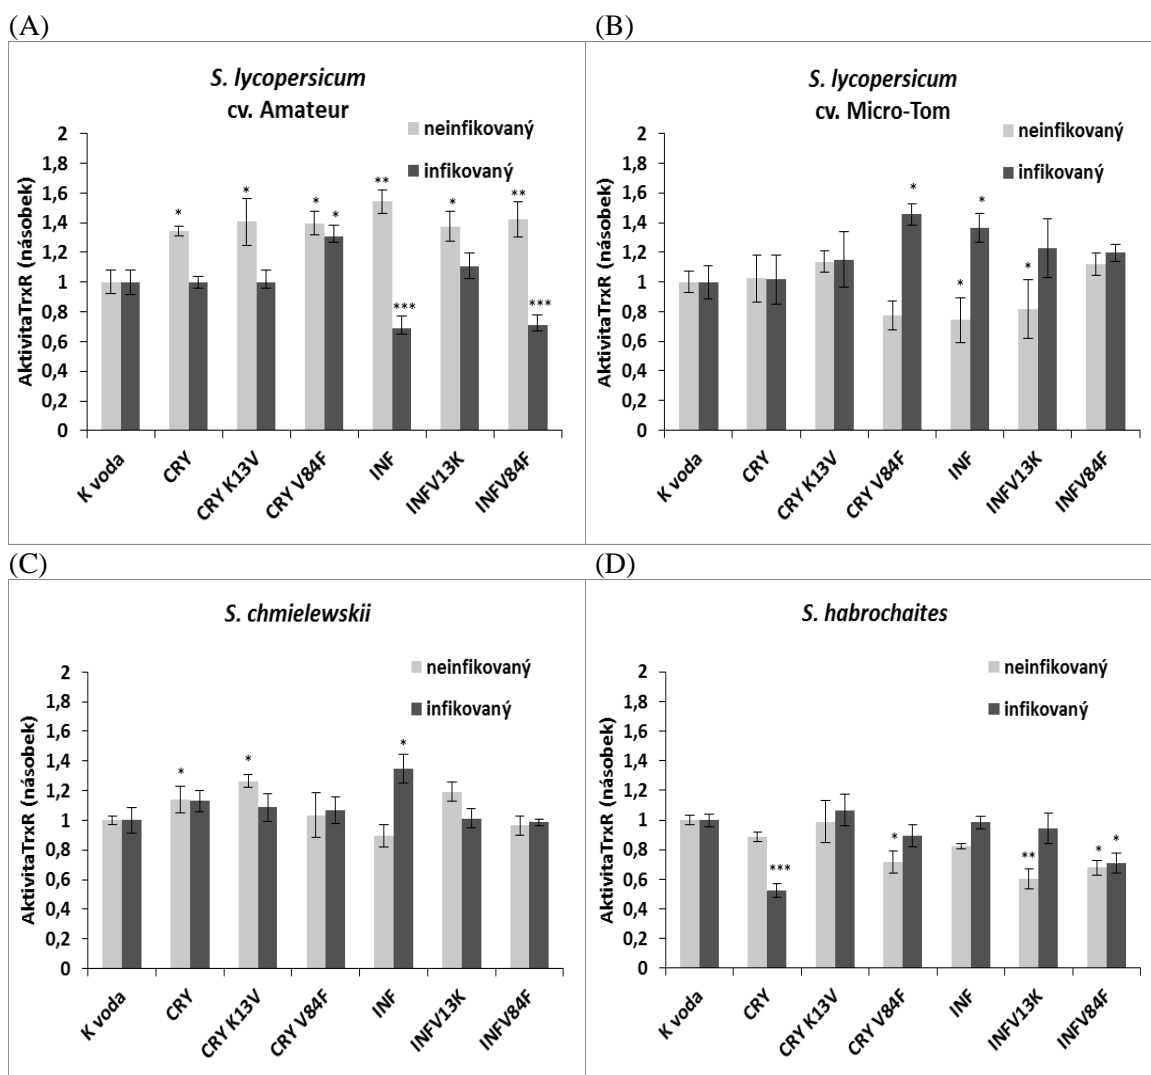 (A)
S. lycopersicum
cv. Amateur
neinfikovaný
infikovaný
AktivitaTrxR (násobek)
2
1,8
1,6
1,4
1,2
1
0,8
0,6
0,4
0,2
0
*
*
*
*
**
***
*
**
***
K voda
CRY
CRY K13V
CRY V84F
INF
INFV13K
INFV84F
(B)
S. lycopersicum
cv. Micro-Tom
neinfikovaný
infikovaný
AktivitaTrxR (násobek)
2
1,8
1,6
1,4
1,2
1
0,8
0,6
0,4
0,2
0
*
*
*
*
K voda
CRY
CRY K13V
CRY V84F
INF
INFV13K
INFV84F
(C)
S. chmielewskii
neinfikovaný
infikovaný
AktivitaTrxR (násobek)
2
1,8
1,6
1,4
1,2
1
0,8
0,6
0,4
0,2
0
*
*
*
K voda
CRY
CRY K13V
CRY V84F
INF
INFV13K
INFV84F
(D)
S. habrochaites
neinfikovaný
infikovaný
AktivitaTrxR (násobek)
2
1,8
1,6
1,4
1,2
1
0,8
0,6
0,4
0,2
0
***
*
**
*
*
K voda
CRY
CRY K13V
CRY V84F
INF
INFV13K
INFV84F